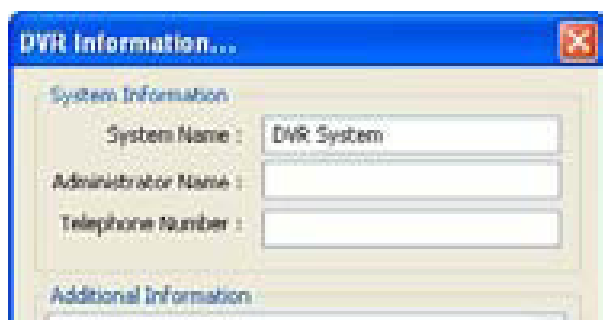 DVR Information...
System Information
System Name : DVR System
Administrator Name :
Telephone Number :
Additional Information